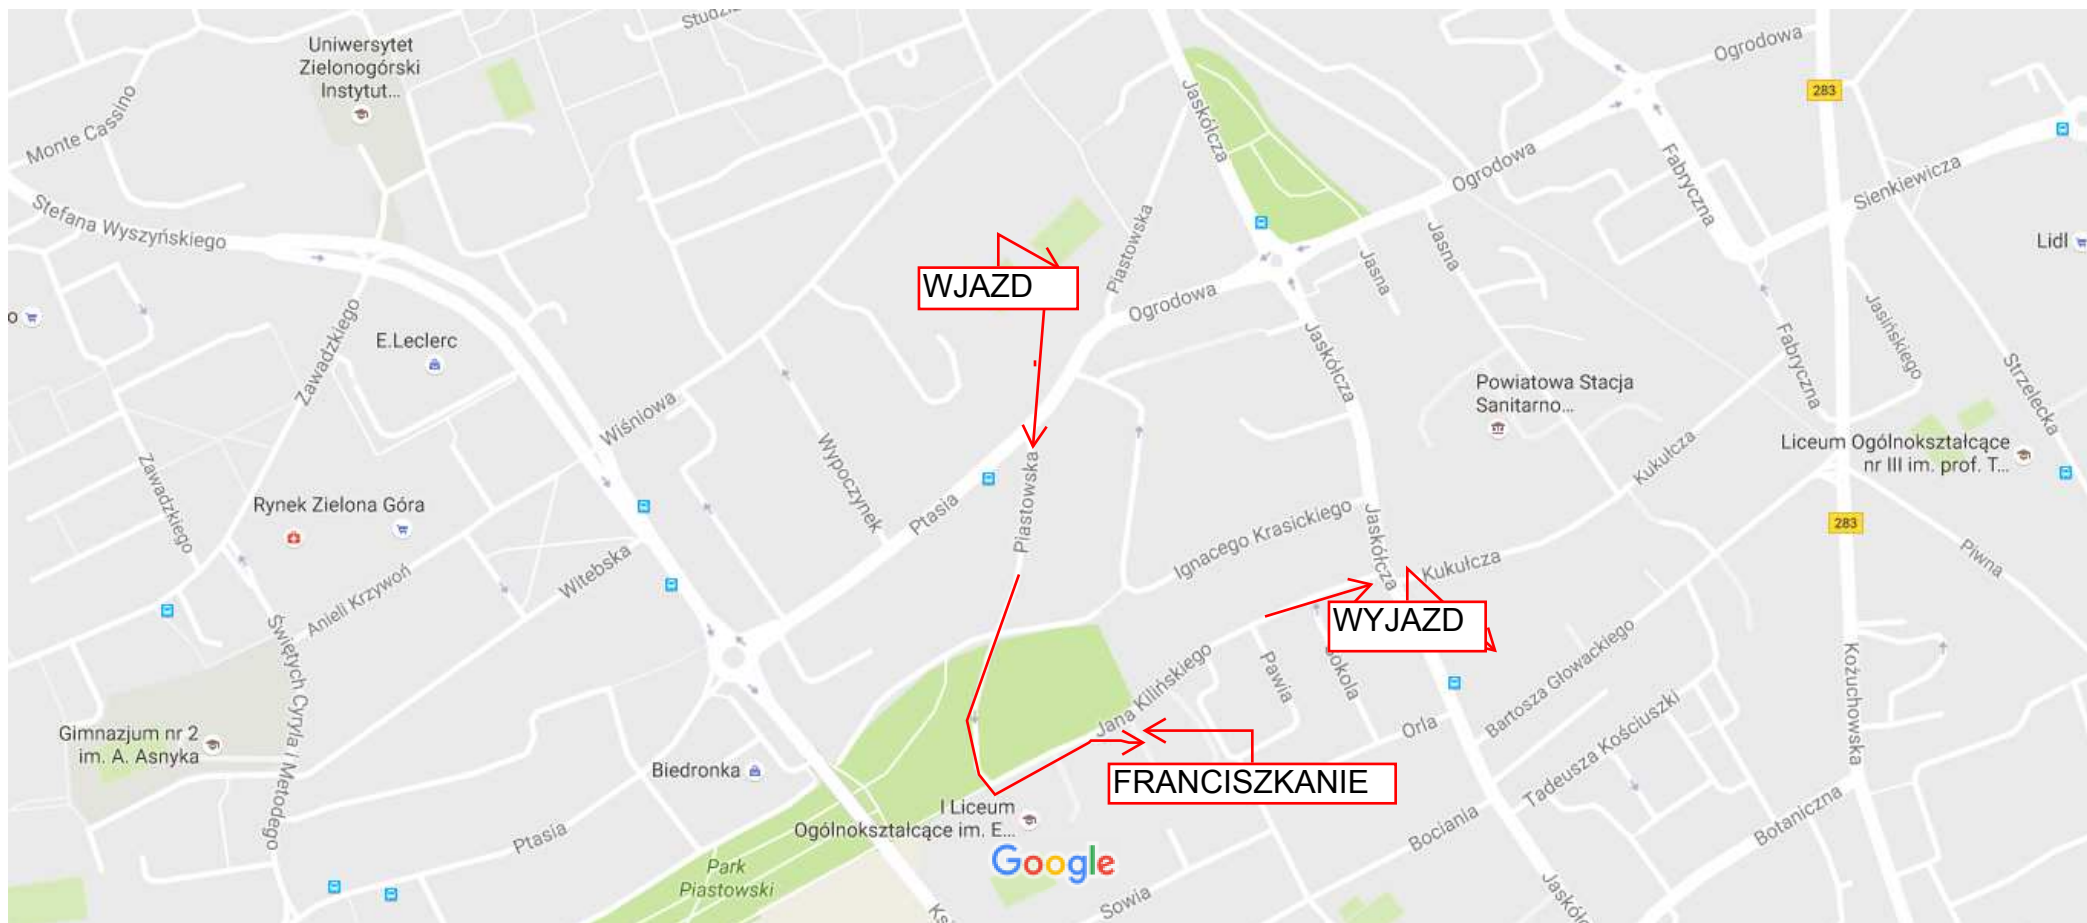 Studzi
Uniwersytet
Zielonogórski
Instytut...
Monte Cassino
Stefana Wyszyńskiego
Jaskółcza
Ogrodowa
283
Ogrodowa
Fabryczna
Sienkiewicza
Lidl
Piastowska
Jasna
Jasna
WJAZD
Ogrodowa
o
E.Leclerc
Zawadzkiego
Jaskółcza
Fabryczna
Jasińskiego
Strzelecka
Powiatowa Stacja
Sanitarno...
Wiśniowa
Wypoczynek
Liceum Ogólnokształcące
nr III im. prof. T...
Kukułcza
Zawadzkiego
Rynek Zielona Góra
Ptasia
Piastowska
Ignacego Krasickiego
Jaskółcza
283
Piwna
Witebska
Anieli Krzywoń
Kukułcza
WYJAZD
Świętych Cyryla i Metodego
Jana Kilińskiego
Pawia
Sokola
Bartosza Głowackiego
Kożuchowska
Gimnazjum nr 2
im. A. Asnyka
Orla
Tadeusza Kościuszki
Biedronka
FRANCISZKANIE
I Liceum
Ogólnokształcące im. E...
Ptasia
Bociania
Botaniczna
Google
Park
Piastowski
Sowia
Jaskółc
Ks